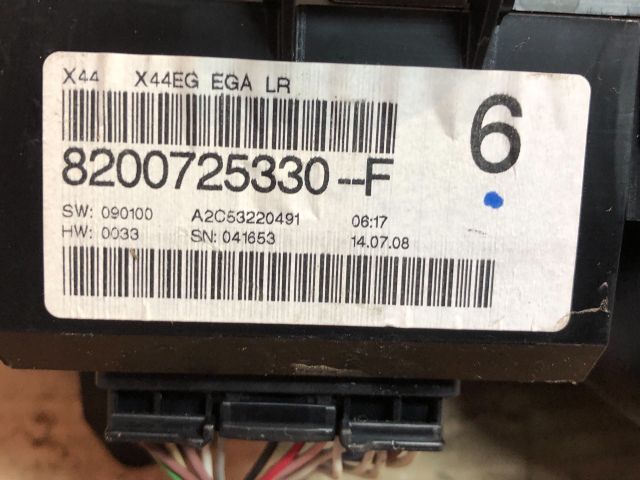 X44 X44EG EGA LR
6
8200725330--F
SW: 090100 A2C53220491 06:17
HW: 0033 SN: 041653 14.07.08